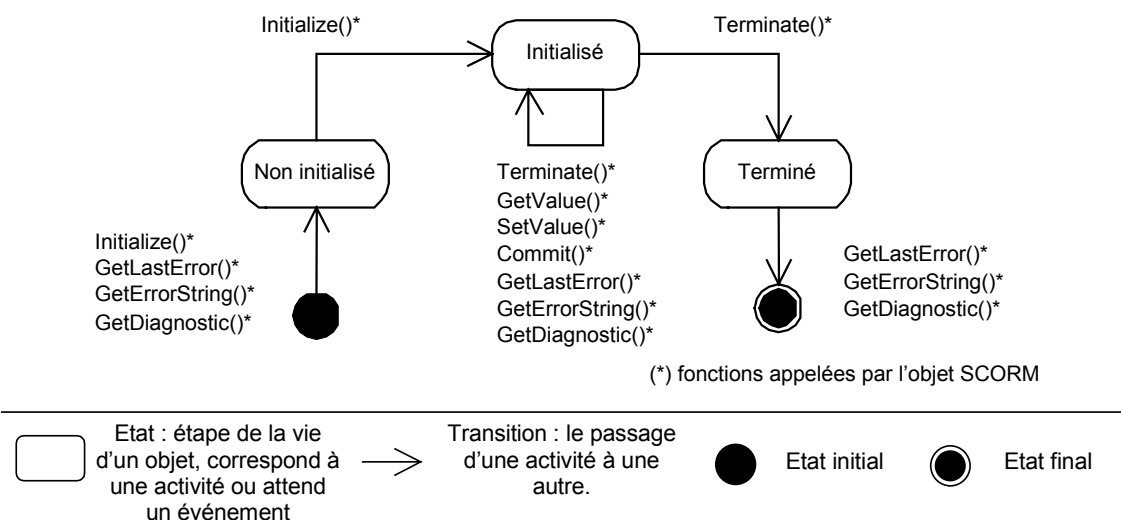 Initialize()*
Initialisé
Terminate()*
Non initialisé
Terminate()*
GetValue()*
SetValue()*
Commit()*
GetLastError()*
GetErrorString()*
GetDiagnostic()*
Terminé
Initialize()*
GetLastError()*
GetErrorString()*
GetDiagnostic()*
GetLastError()*
GetErrorString()*
GetDiagnostic()*
(*) fonctions appelées par l'objet SCORM
Etat : étape de la vie
d'un objet, correspond à
une activité ou attend
un événement
Transition : le passage
d'une activité à une
autre.
Etat initial
Etat final